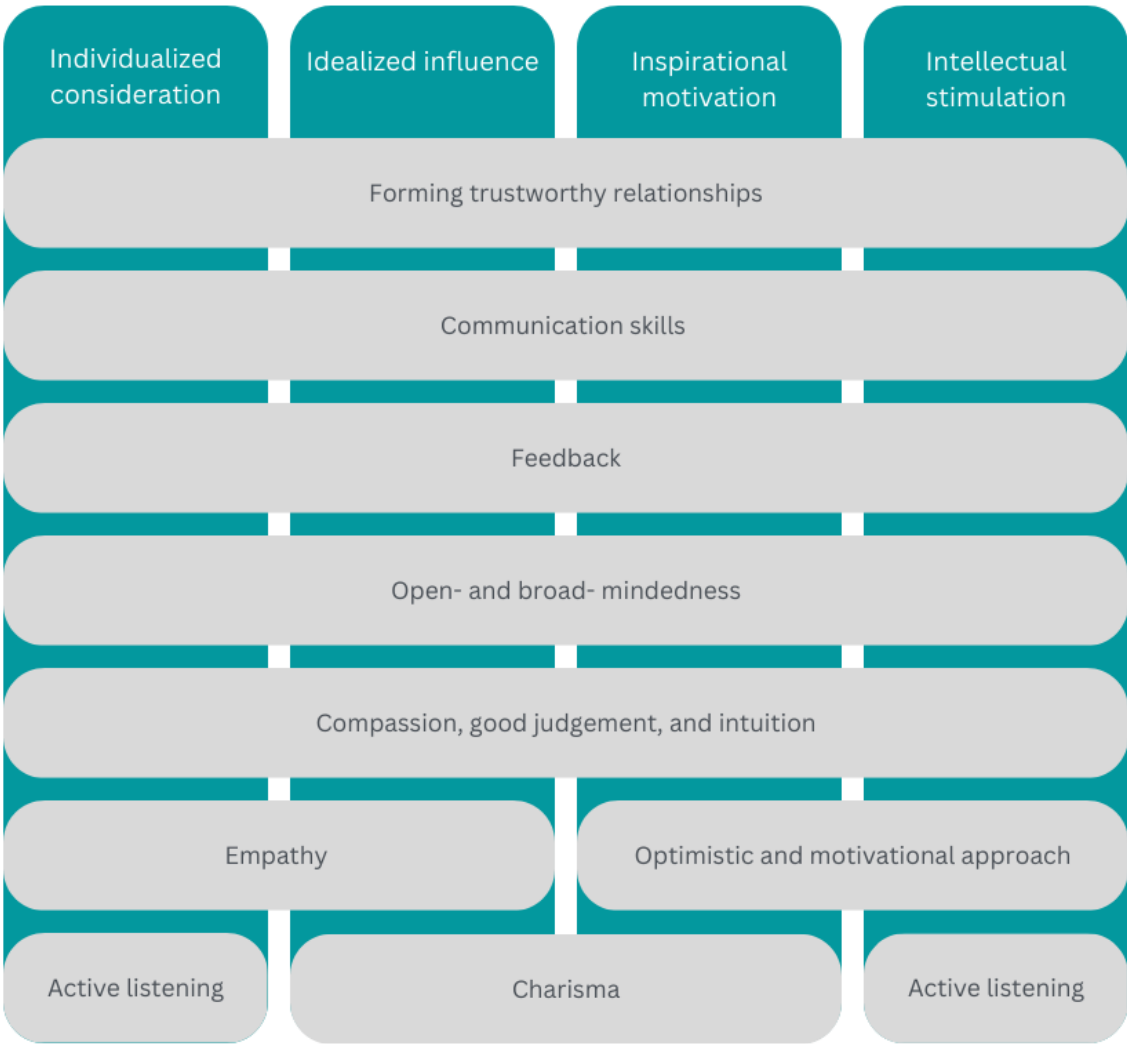 Individualized
consideration
Idealized influence
Inspirational
motivation
Intellectual
stimulation
Forming trustworthy relationships
Communication skills
Feedback
Open- and broad- mindedness
Compassion, good judgement, and intuition
Empathy
Optimistic and motivational approach
Active listening
Charisma
Active listening